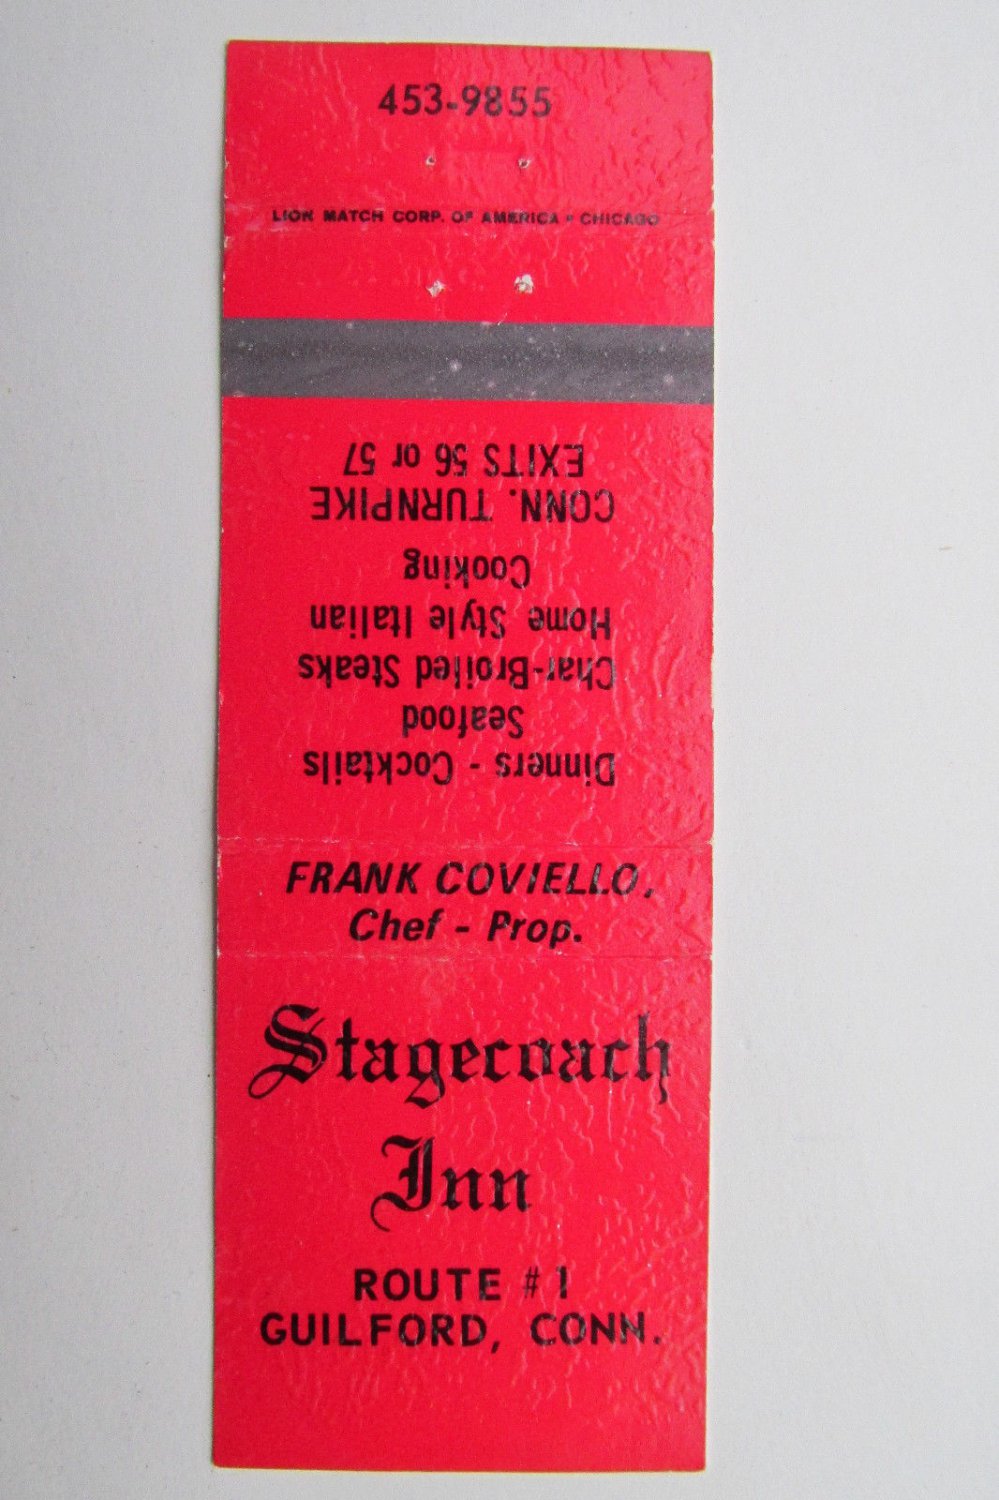 453-9855
LION MATCH CORP. OF AMERICA • CHICAGO
Dinners - Cocktails
Seafood
Char-Broiled Steaks
Home Style Italian
Cooking
CONN. TURNPIKE
EXITS 56 or 57
FRANK COVIELLO,
Chef - Prop.
Stagecoach
Inn
ROUTE # 1
GUILFORD, CONN.